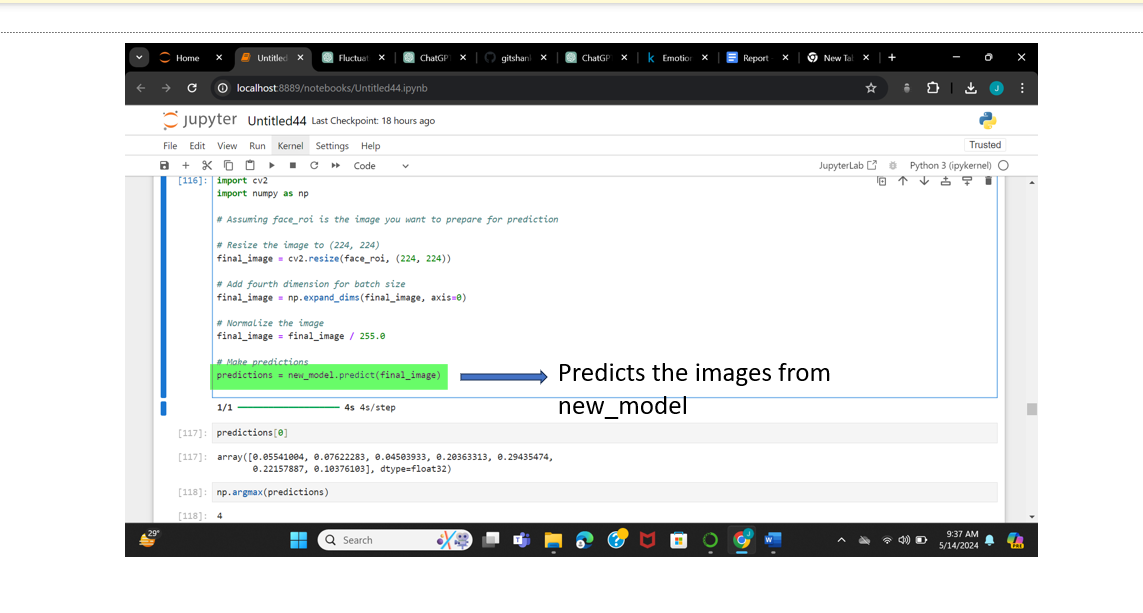 Home
Untitled
Fluctuat
ChatGP
gitshanl
ChatGP
Emotion
Report
New Tal
localhost:8889/notebooks/Untitled44.ipynb
J
jupyter Untitled44 Last Checkpoint: 18 hours ago
File Edit View Run Kernel Settings Help
Trusted
Code
JupyterLab
Python 3 (ipykernel)
[116]: import cv2
import numpy as np
# Assuming face_roi is the image you want to prepare for prediction
# Resize the image to (224, 224)
final_image = cv2.resize(face_roi, (224, 224))
# Add fourth dimension for batch size
final_image = np.expand_dims(final_image, axis=0)
# Normalize the image
final_image = final_image / 255.0
# Make predictions
predictions = new_model.predict(final_image)
Predicts the images from
new_model
1/1 4s 4s/step
[117]: predictions[0]
[117]: array([0.05541004, 0.07622283, 0.04503933, 0.20363313, 0.29435474,
0.22157887, 0.10376103], dtype=float32)
[118]: np.argmax(predictions)
[118]: 4
29°
Search
9:37 AM
5/14/2024